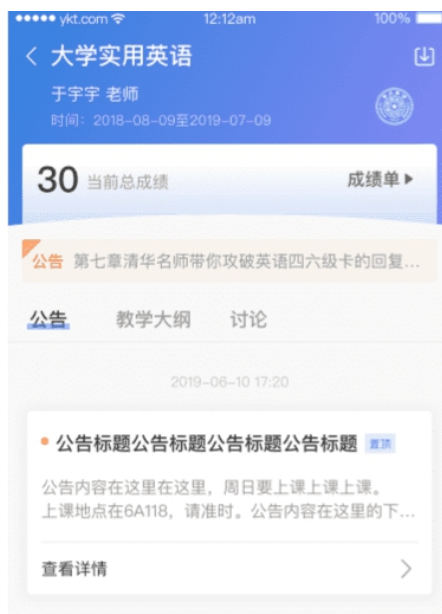 ykt.com 12:12am 100%
大学实用英语
于字宇 老师
时间：2018-08-09至2019-07-09
30 当前总成绩 成绩单
公告 第七章清华名师带你攻破英语四六级卡的回复...
公告 教学大纲 讨论
2019-06-10 17:20
公告标题公告标题公告标题公告标题 置顶
公告内容在这里在这里，周日要上课上课上课。
上课地点在6A118，请准时。公告内容在这里的下...
查看详情